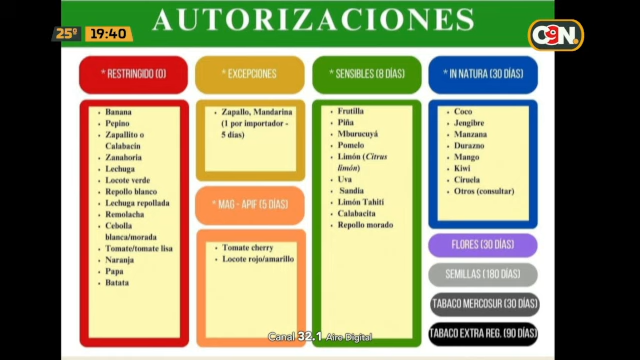 25º 19:40
AUTORIZACIONES
C9N.
* RESTRINGIDO (0)
Banana
Pepino
Zapallito o
Calabacín
Zanahoria
Lechuga
Locote verde
Repollo blanco
Lechuga repollada
Remolacha
Cebolla
blanca/morada
Tomate/tomate lisa
Naranja
Papa
Batata
* EXCEPCIONES
Zapallo, Mandarina
(1 por importador -
5 días)
* MAG - APIF (5 DÍAS)
Tomate cherry
Locote rojo/amarillo
* SENSIBLES (8 DÍAS)
Frutilla
Piña
Mburucuyá
Pomelo
Limón (Citrus
limón)
Uva
Sandia
Limón Tahití
Calabacita
Repollo morado
* IN NATURA (30 DÍAS)
Coco
Jengibre
Manzana
Durazno
Mango
Kiwi
Ciruela
Otros (consultar)
FLORES (30 DÍAS)
SEMILLAS (180 DÍAS)
TABACO MERCOSUR (30 DÍAS)
TABACO EXTRA REG. (90 DÍAS)
Canal 32.1 Aire Digital